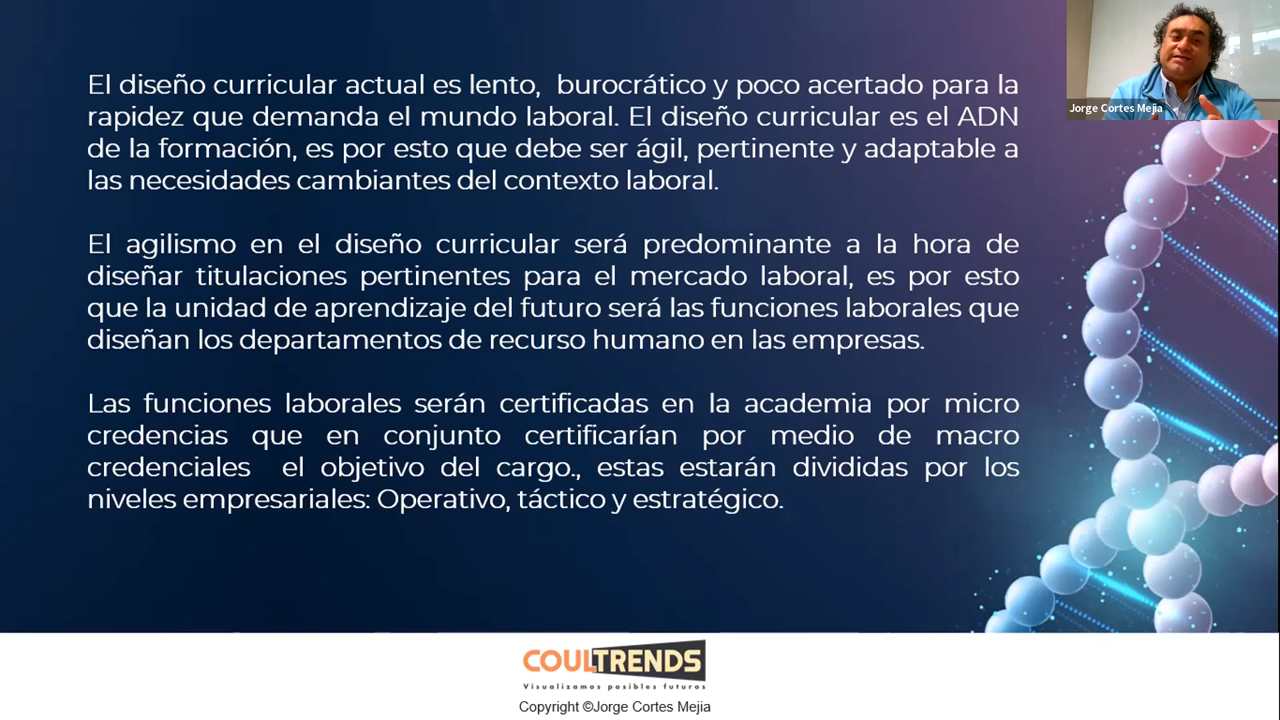 El diseño curricular actual es lento,  burocrático y poco acertado para la
rapidez que demanda el mundo laboral. El diseño curricular es el ADN
de la formación, es por esto que debe ser ágil, pertinente y adaptable a
las necesidades cambiantes del contexto laboral.
El agilismo en el diseño curricular será predominante a la hora de
diseñar titulaciones pertinentes para el mercado laboral, es por esto
que la unidad de aprendizaje del futuro será las funciones laborales que
diseñan los departamentos de recurso humano en las empresas.
Las funciones laborales serán certificadas en la academia por micro
credencias que en conjunto certificarían por medio de macro
credenciales  el objetivo del cargo., estas estarán divididas por los
niveles empresariales: Operativo, táctico y estratégico.
Jorge Cortes Mejia
COULTRENDS
Visualizamos posibles futuros
Copyright ©Jorge Cortes Mejia